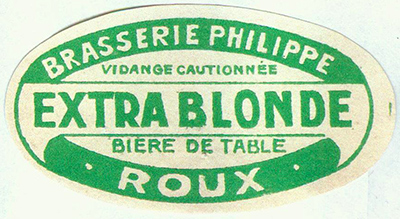 BRASSERIE PHILIPPE
VIDANGE CAUTIONNÉE
EXTRA BLONDE
BIÈRE DE TABLE
· ROUX ·